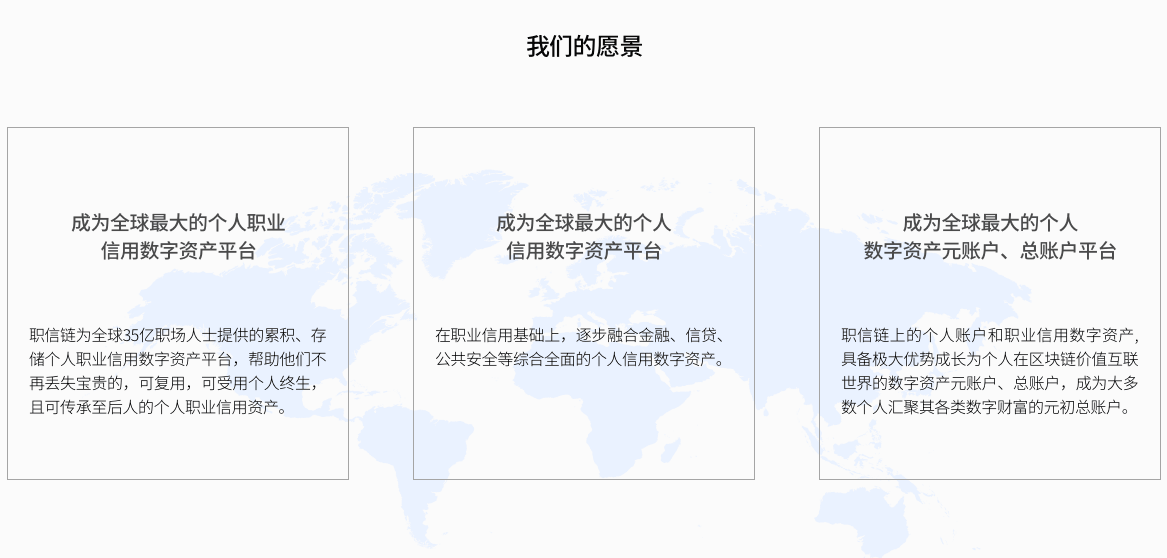 我们的愿景
成为全球最大的个人职业
信用数字资产平台
职信链为全球35亿职场人士提供的累积、存
储个人职业信用数字资产平台，帮助他们不
再丢失宝贵的，可复用，可受用个人终生，
且可传承至后人的个人职业信用资产。
成为全球最大的个人
信用数字资产平台
在职业信用基础上，逐步融合金融、信贷、
公共安全等综合全面的个人信用数字资产。
成为全球最大的个人
数字资产元账户、总账户平台
职信链上的个人账户和职业信用数字资产，
具备极大优势成长为个人在区块链价值互联
世界的数字资产元账户、总账户，成为大多
数个人汇聚其各类数字财富的元初总账户。